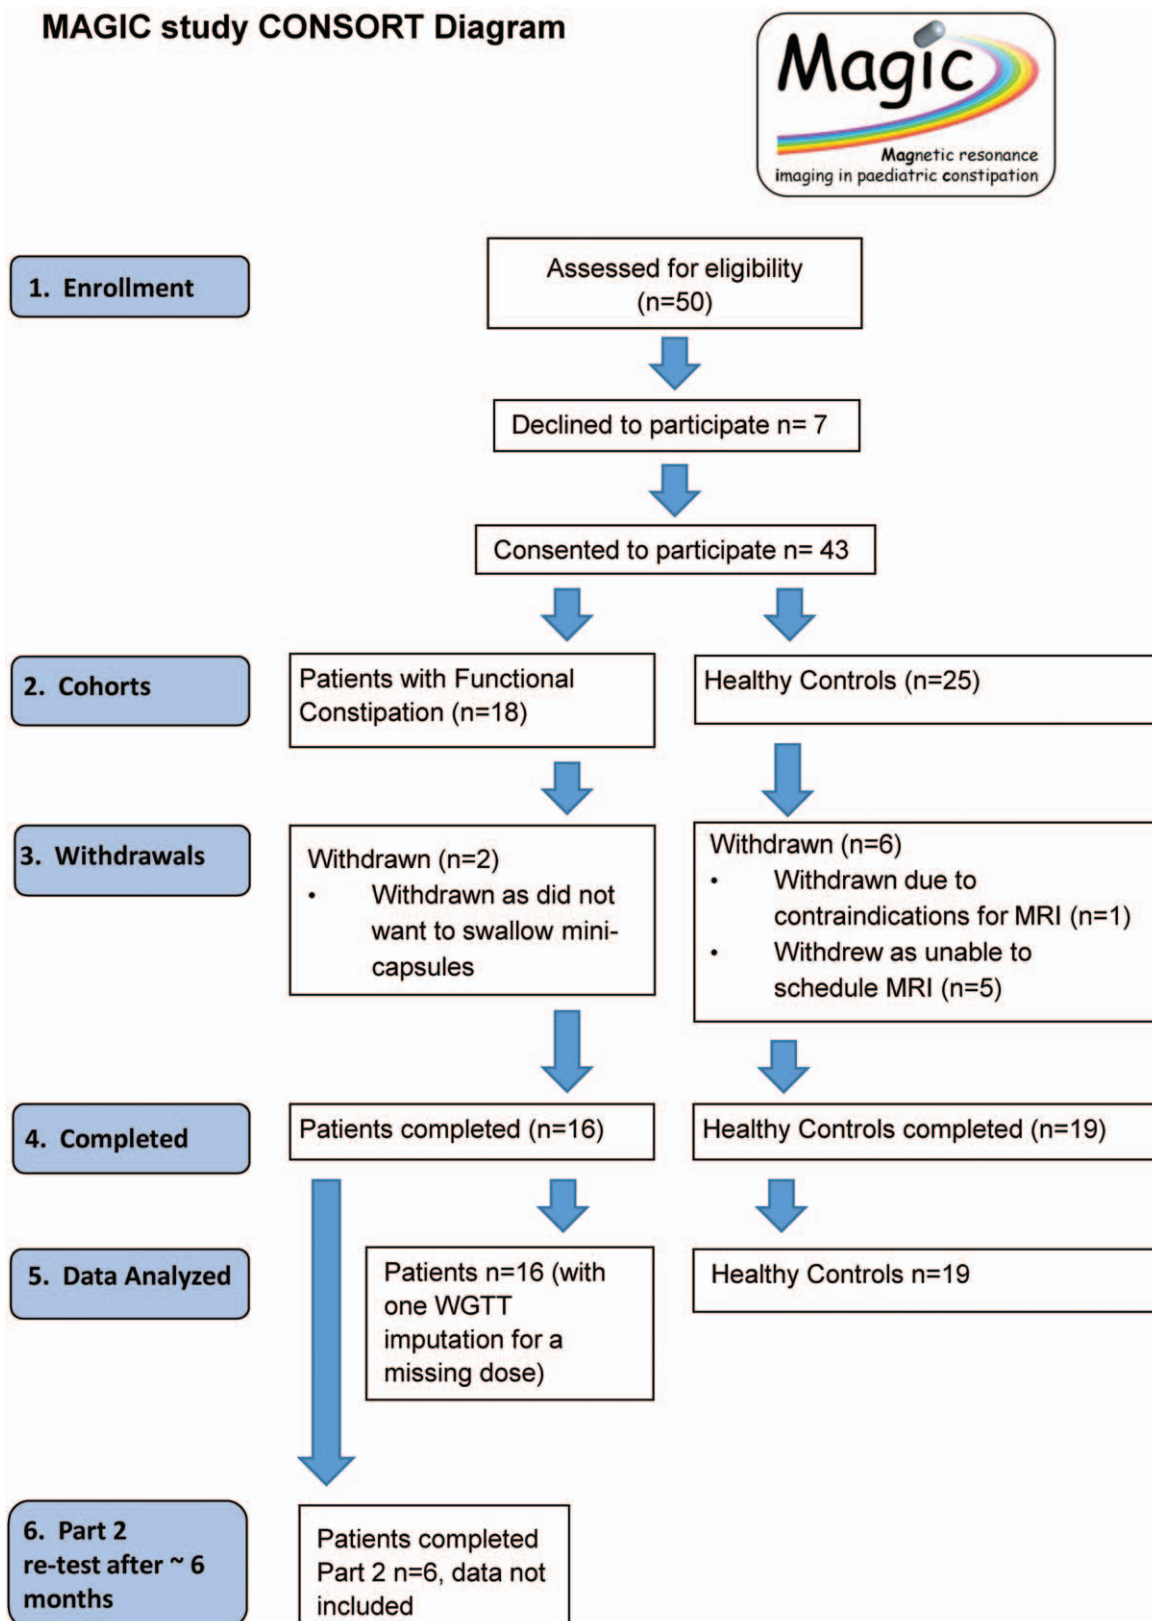 MAGIC study CONSORT Diagram
Magic
Magnetic resonance
imaging in paediatric constipation
1. Enrollment
Assessed for eligibility
(n=50)
Declined to participate n= 7
Consented to participate n= 43
2. Cohorts
Patients with Functional
Constipation (n=18)
Healthy Controls (n=25)
3. Withdrawals
Withdrawn (n=2)
• Withdrawn as did not
want to swallow mini-
capsules
Withdrawn (n=6)
• Withdrawn due to
contraindications for MRI (n=1)
• Withdrew as unable to
schedule MRI (n=5)
4. Completed
Patients completed (n=16)
Healthy Controls completed (n=19)
5. Data Analyzed
Patients n=16 (with
one WGTT
imputation for a
missing dose)
Healthy Controls n=19
6. Part 2
re-test after ~ 6
months
Patients completed
Part 2 n=6, data not
included